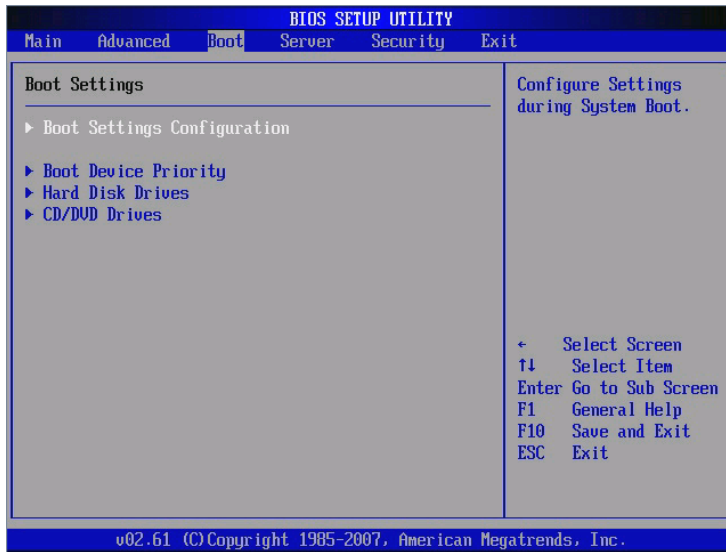 BIOS SETUP UTILITY
Main Advanced Boot Server Security Exit
Boot Settings
▶ Boot Settings Configuration
▶ Boot Device Priority
▶ Hard Disk Drives
▶ CD/DVD Drives
Configure Settings
during System Boot.
← Select Screen
↑↓ Select Item
Enter Go to Sub Screen
F1 General Help
F10 Save and Exit
ESC Exit
v02.61 (C)Copyright 1985-2007, American Megatrends, Inc.